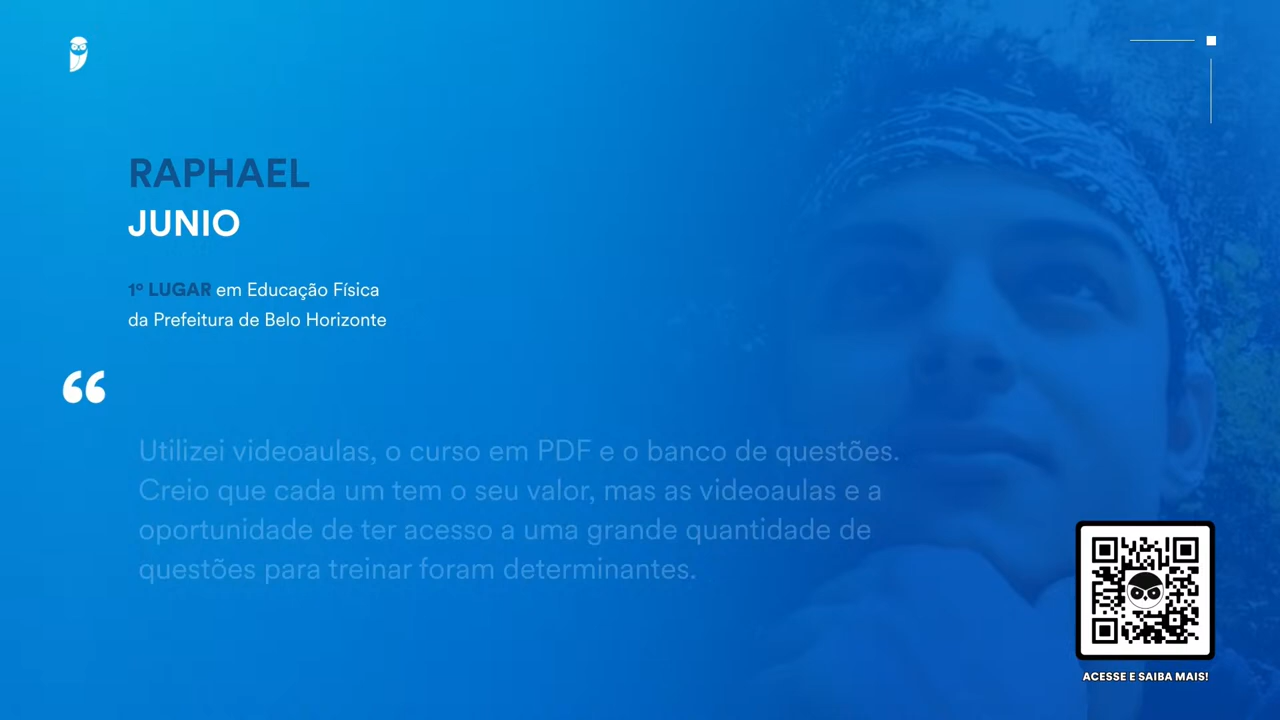 RAPHAEL
JUNIO
1º LUGAR em Educação Física
da Prefeitura de Belo Horizonte
“
Utilizei videoaulas, o curso em PDF e o banco de questões.
Creio que cada um tem o seu valor, mas as videoaulas e a
oportunidade de ter acesso a uma grande quantidade de
questões para treinar foram determinantes.
ACESSE E SAIBA MAIS!